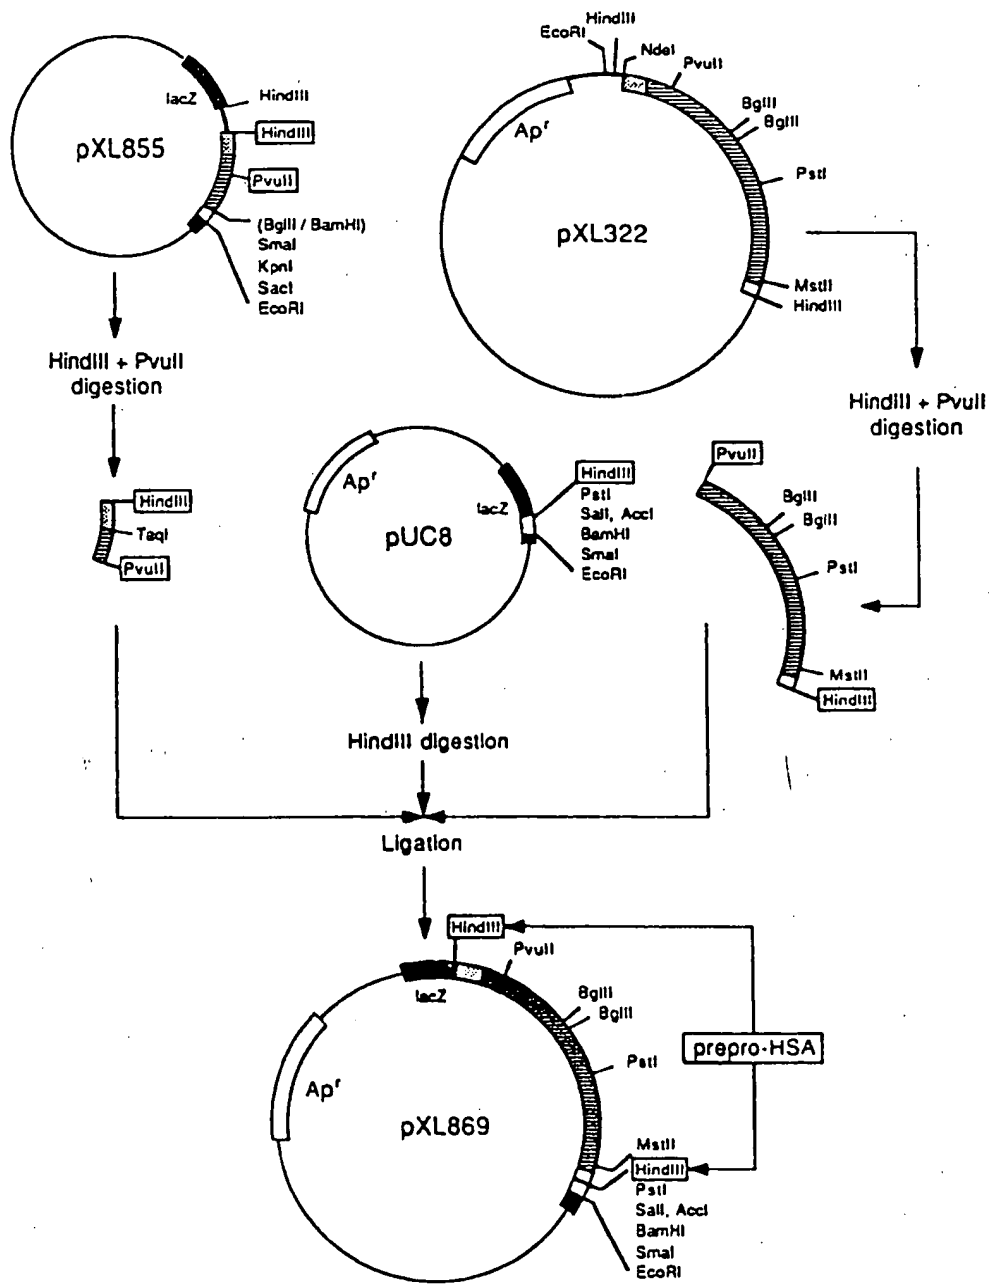 lacZ
HindIII
HindIII
pXL855
PvuII
(BglII / BamHI)
SmaI
KpnI
SacI
EcoRI
HindIII
EcoRI
NdeI
PvuII
BglII
BglII
Apʳ
PstI
pXL322
MstII
HindIII
HindIII + PvuII
digestion
HindIII + PvuII
digestion
HindIII
TaqI
PvuII
Apʳ
lacZ
pUC8
HindIII
PstI
SalI, AccI
BamHI
SmaI
EcoRI
PvuII
BglII
BglII
PstI
MstII
HindIII
HindIII digestion
Ligation
HindIII
PvuII
lacZ
BglII
BglII
prepro-HSA
PstI
Apʳ
pXL869
MstII
HindIII
PstI
SalI, AccI
BamHI
SmaI
EcoRI